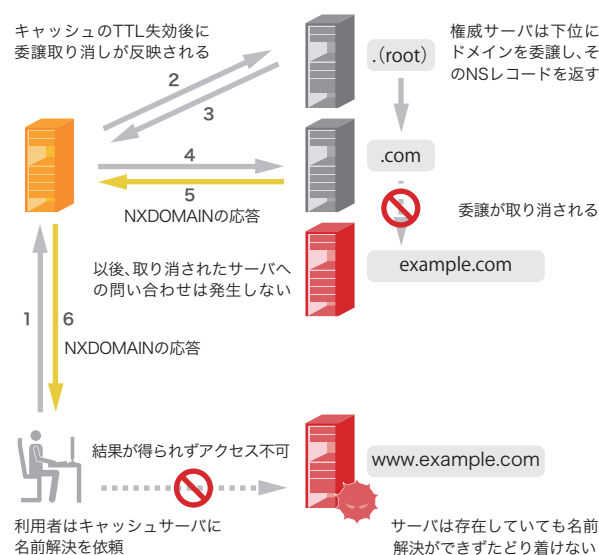 キャッシュのTTL失効後に
委譲取り消しが反映される
権威サーバは下位に
ドメインを委譲し、そ
のNSレコードを返す
.（root）
2
3
4
.com
5
NXDOMAINの応答
委譲が取り消される
以後、取り消されたサーバへ
の問い合わせは発生しない
example.com
1
6
NXDOMAINの応答
結果が得られずアクセス不可
www.example.com
利用者はキャッシュサーバに
名前解決を依頼
サーバは存在していても名前
解決ができずたどり着けない